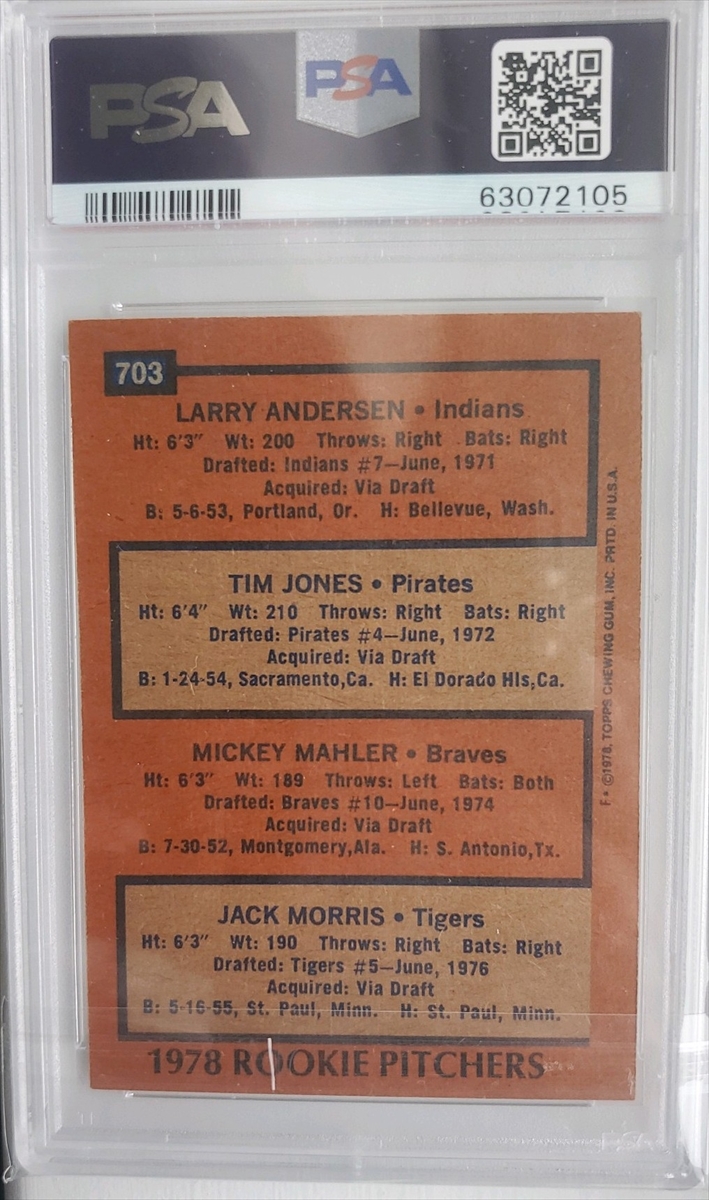 PSA
PSA
63072105
703
LARRY ANDERSEN • Indians
Ht: 6'3" Wt: 200 Throws: Right Bats: Right
Drafted: Indians #7—June, 1971
Acquired: Via Draft
B: 5-6-53, Portland, Or. H: Bellevue, Wash.
TIM JONES • Pirates
Ht: 6'4" Wt: 210 Throws: Right Bats: Right
Drafted: Pirates #4—June, 1972
Acquired: Via Draft
B: 1-24-54, Sacramento,Ca. H: El Dorado Hls,Ca.
MICKEY MAHLER • Braves
Ht: 6'3" Wt: 189 Throws: Left Bats: Both
Drafted: Braves #10—June, 1974
Acquired: Via Draft
B: 7-30-52, Montgomery,Ala. H: S. Antonio,Tx.
JACK MORRIS • Tigers
Ht: 6'3" Wt: 190 Throws: Right Bats: Right
Drafted: Tigers #5—June, 1976
Acquired: Via Draft
B: 5-16-55, St. Paul, Minn. H: St. Paul, Minn.
1978 ROOKIE PITCHERS
F* ©1978, TOPPS CHEWING GUM, INC. PRTD. IN U.S.A.